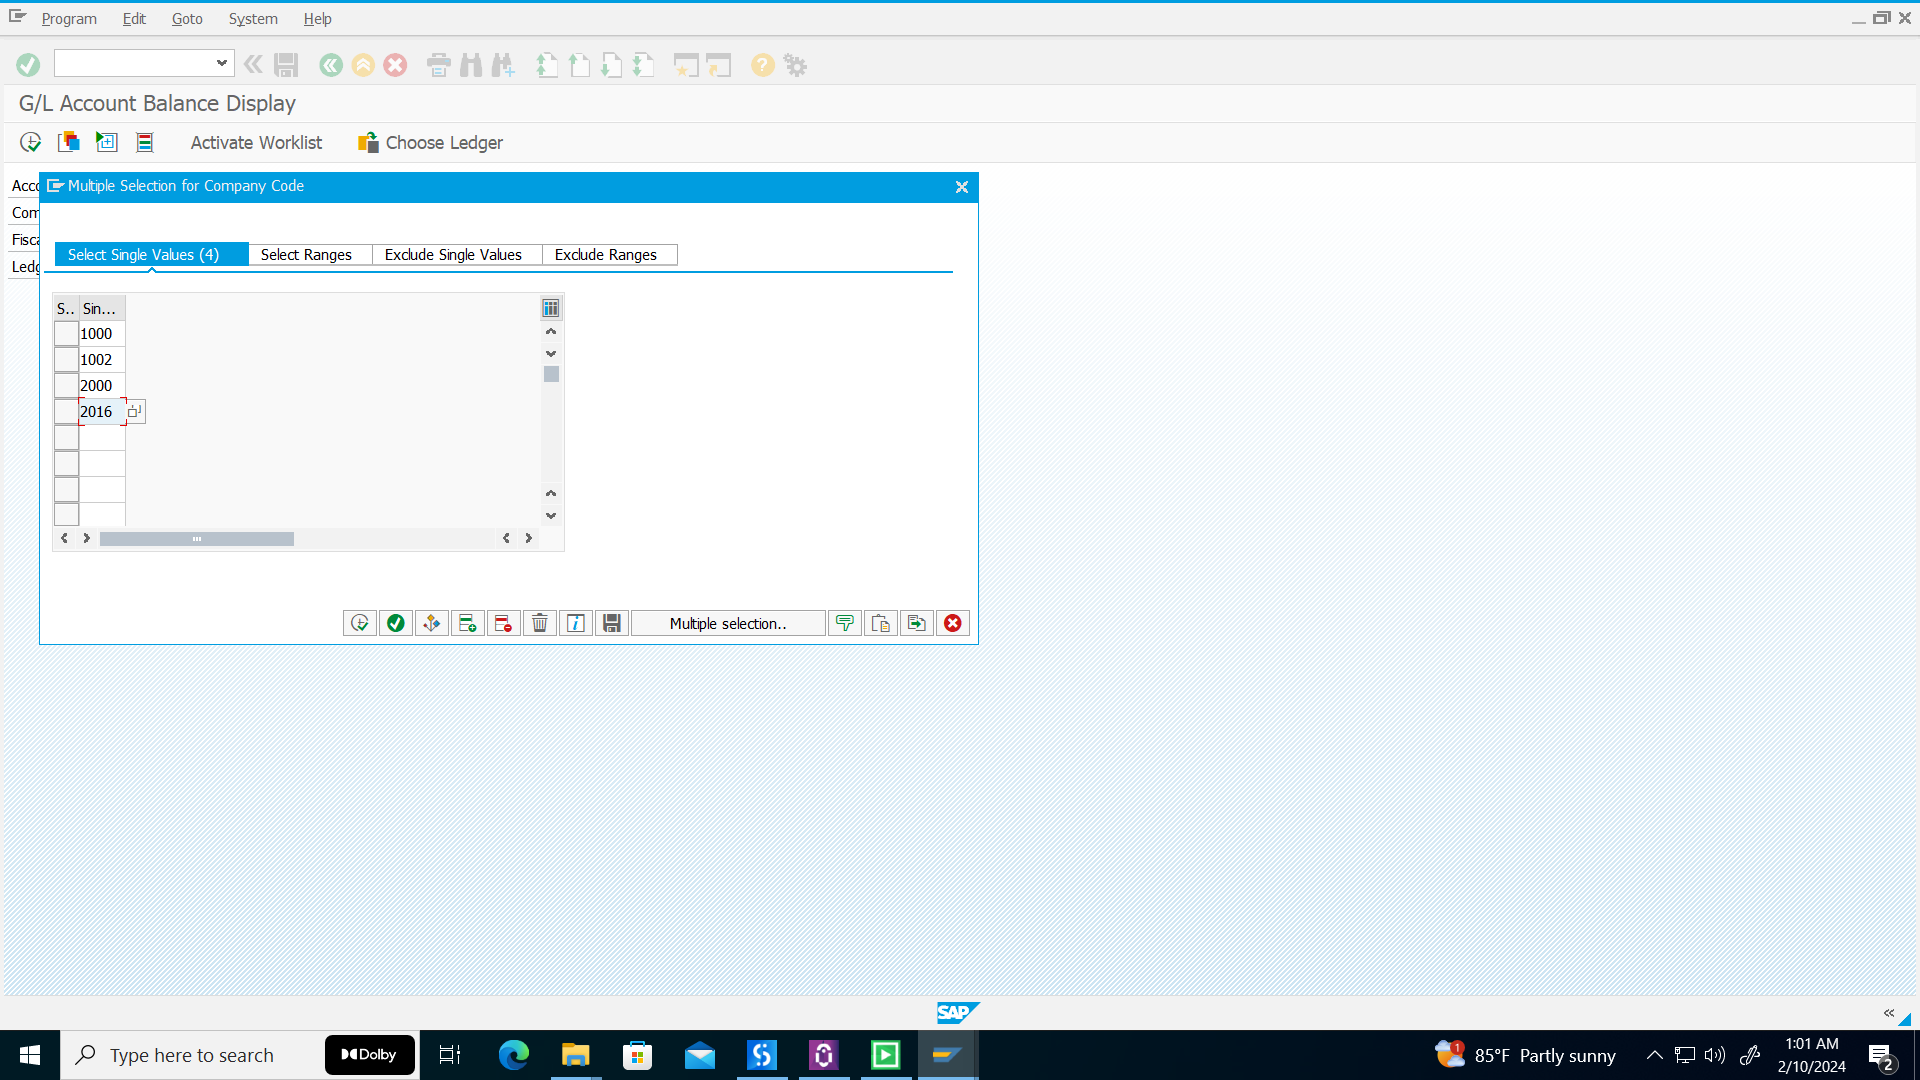 Program Edit Goto System Help
G/L Account Balance Display
Activate Worklist Choose Ledger
Acco
Com
Fisca
Ledg
Multiple Selection for Company Code
Select Single Values (4) Select Ranges Exclude Single Values Exclude Ranges
S.. Sin...
1000
1002
2000
2016
Multiple selection..
SAP
Type here to search
Dolby
1
85°F Partly sunny
1:01 AM
2/10/2024
2